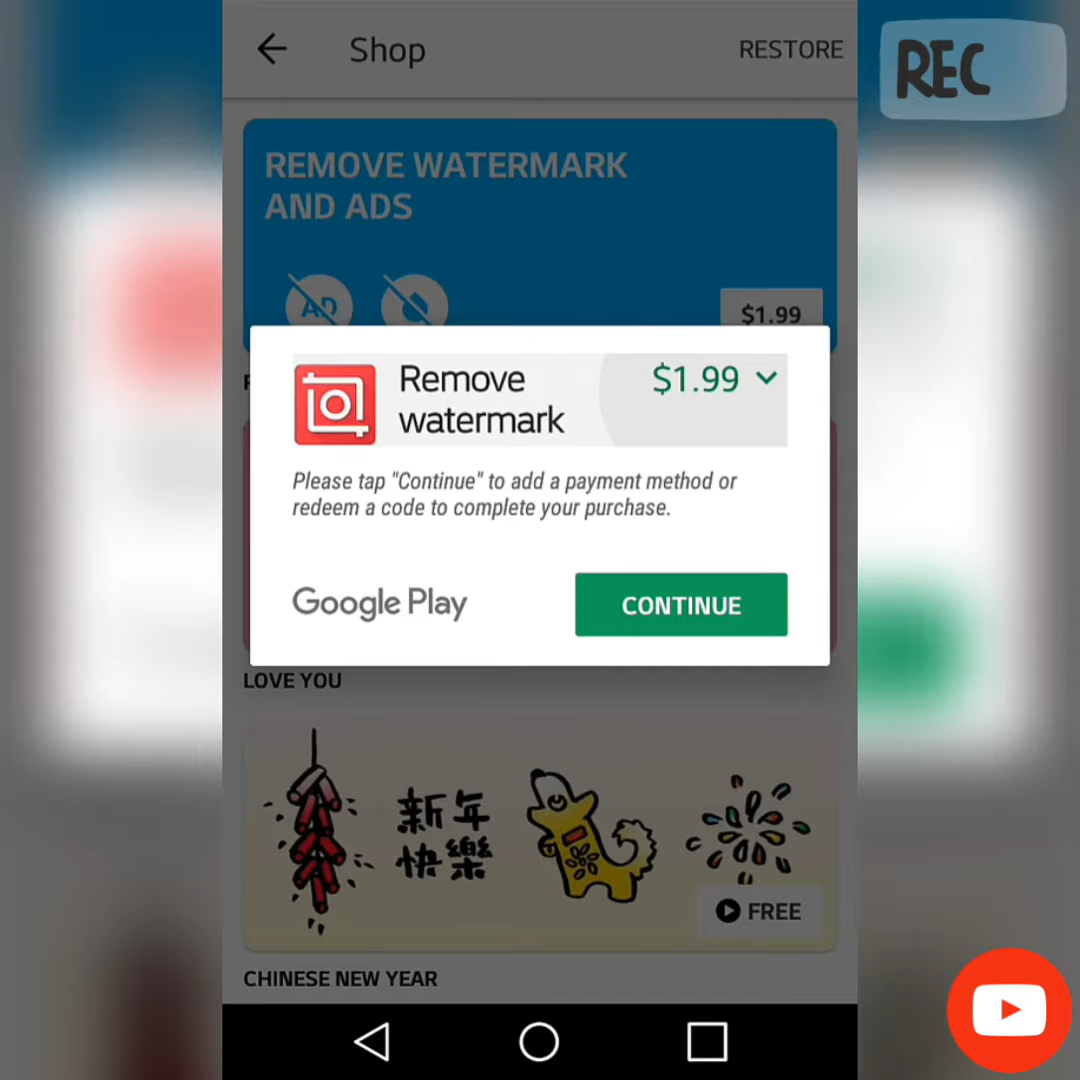 REC
Shop
RESTORE
REMOVE WATERMARK
AND ADS
AD
$1.99
Remove
watermark
$1.99
Please tap "Continue" to add a payment method or
redeem a code to complete your purchase.
Google Play
CONTINUE
LOVE YOU
新年
快樂
FREE
CHINESE NEW YEAR